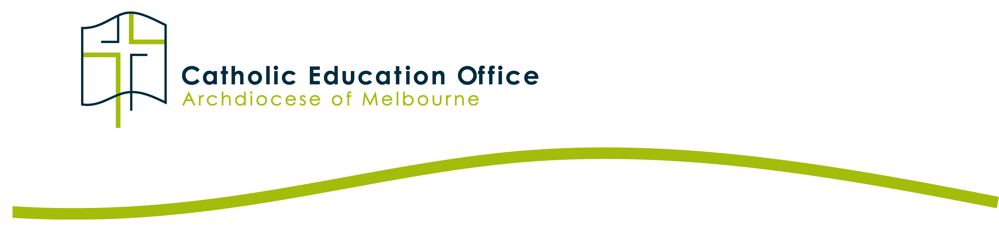 Catholic Education Office
Archdiocese of Melbourne